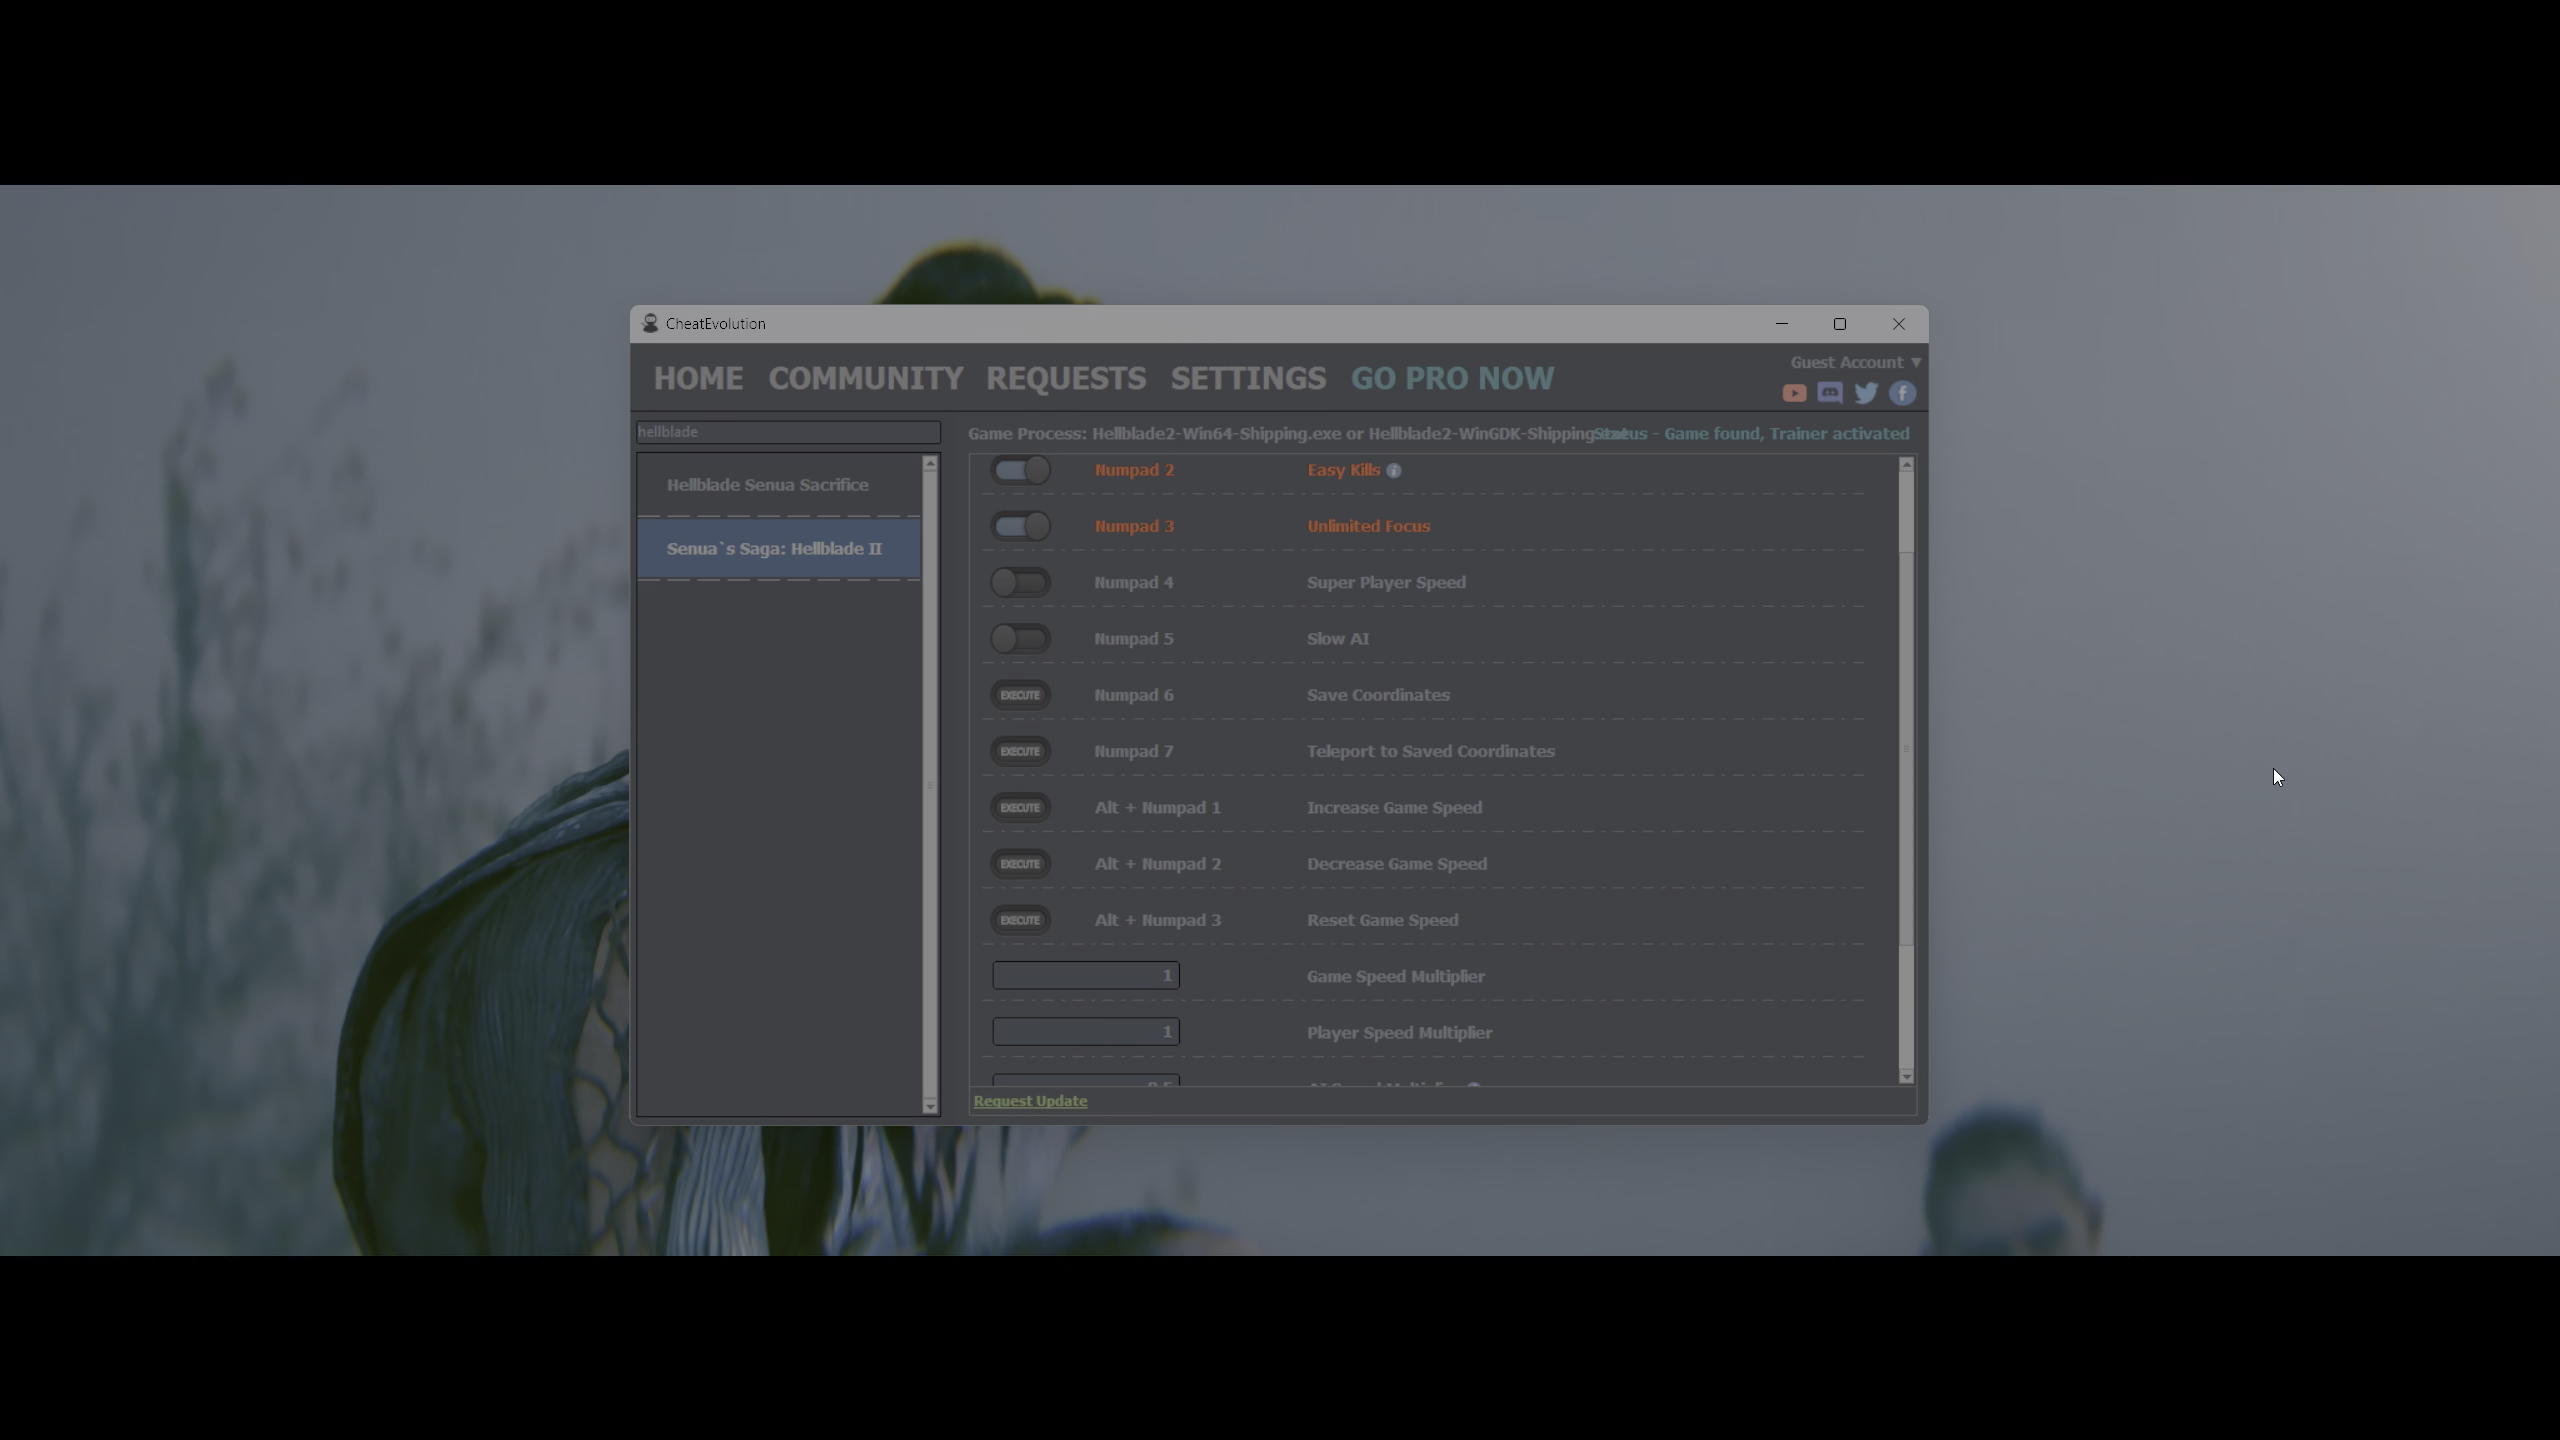 CheatEvolution
HOME COMMUNITY REQUESTS SETTINGS GO PRO NOW
Guest Account ▼
hellblade
Game Process: Hellblade2-Win64-Shipping.exe or Hellblade2-WinGDK-Shipping
Status - Game found, Trainer activated
Hellblade Senua Sacrifice
Senua`s Saga: Hellblade II
Numpad 2 Easy Kills
Numpad 3 Unlimited Focus
Numpad 4 Super Player Speed
Numpad 5 Slow AI
EXECUTE Numpad 6 Save Coordinates
EXECUTE Numpad 7 Teleport to Saved Coordinates
EXECUTE Alt + Numpad 1 Increase Game Speed
EXECUTE Alt + Numpad 2 Decrease Game Speed
EXECUTE Alt + Numpad 3 Reset Game Speed
1 Game Speed Multiplier
1 Player Speed Multiplier
Request Update